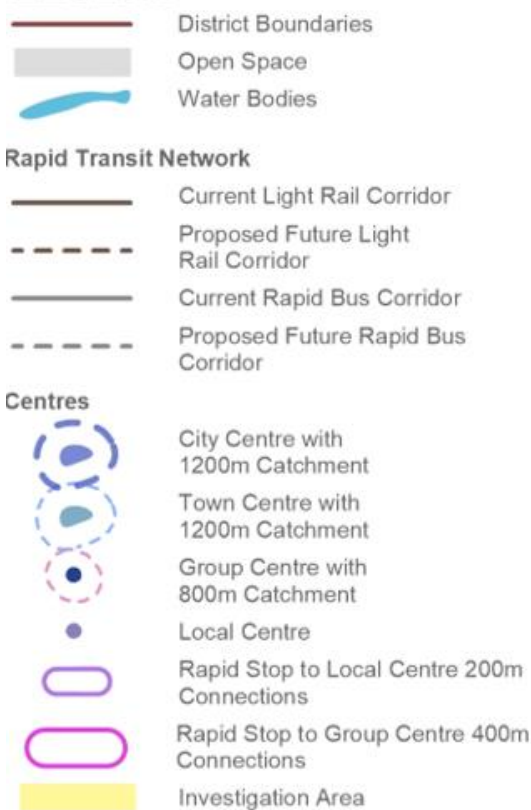 District Boundaries
Open Space
Water Bodies
Rapid Transit Network
Current Light Rail Corridor
Proposed Future Light
Rail Corridor
Current Rapid Bus Corridor
Proposed Future Rapid Bus
Corridor
Centres
City Centre with
1200m Catchment
Town Centre with
1200m Catchment
Group Centre with
800m Catchment
Local Centre
Rapid Stop to Local Centre 200m
Connections
Rapid Stop to Group Centre 400m
Connections
Investigation Area